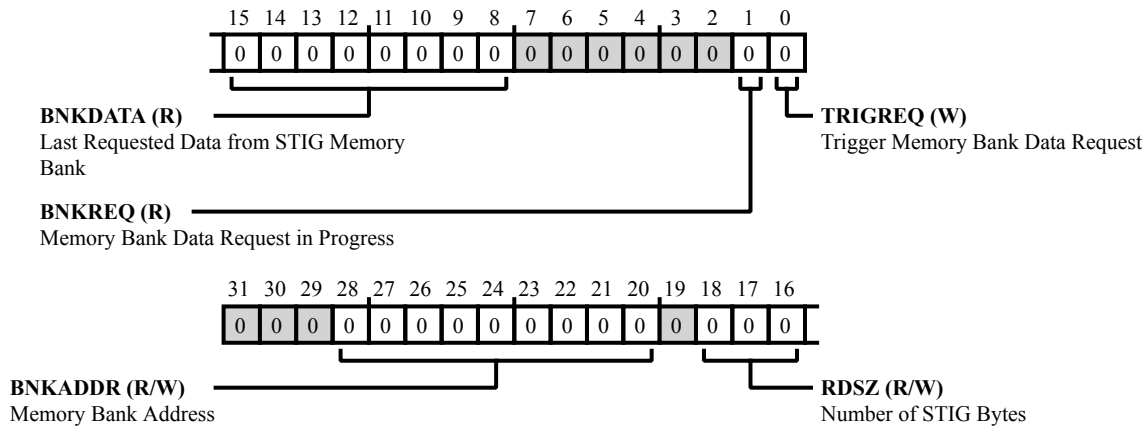 15 14 13 12 11 10 9 8 7 6 5 4 3 2 1 0
0 0 0 0 0 0 0 0 0 0 0 0 0 0 0 0
BNKDATA (R)
Last Requested Data from STIG Memory
Bank
TRIGREQ (W)
Trigger Memory Bank Data Request
BNKREQ (R)
Memory Bank Data Request in Progress
31 30 29 28 27 26 25 24 23 22 21 20 19 18 17 16
0 0 0 0 0 0 0 0 0 0 0 0 0 0 0 0
BNKADDR (R/W)
Memory Bank Address
RDSZ (R/W)
Number of STIG Bytes